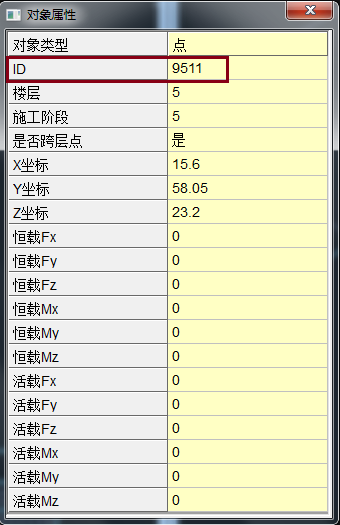 对象属性
对象类型 点
ID 9511
楼层 5
施工阶段 5
是否跨层点 是
X坐标 15.6
Y坐标 58.05
Z坐标 23.2
恒载Fx 0
恒载Fy 0
恒载Fz 0
恒载Mx 0
恒载My 0
恒载Mz 0
活载Fx 0
活载Fy 0
活载Fz 0
活载Mx 0
活载My 0
活载Mz 0